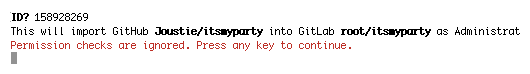 ID? 158928269
This will import GitHub Joustie/itsmyparty into GitLab root/itsmyparty as Administrat
Permission checks are ignored. Press any key to continue.